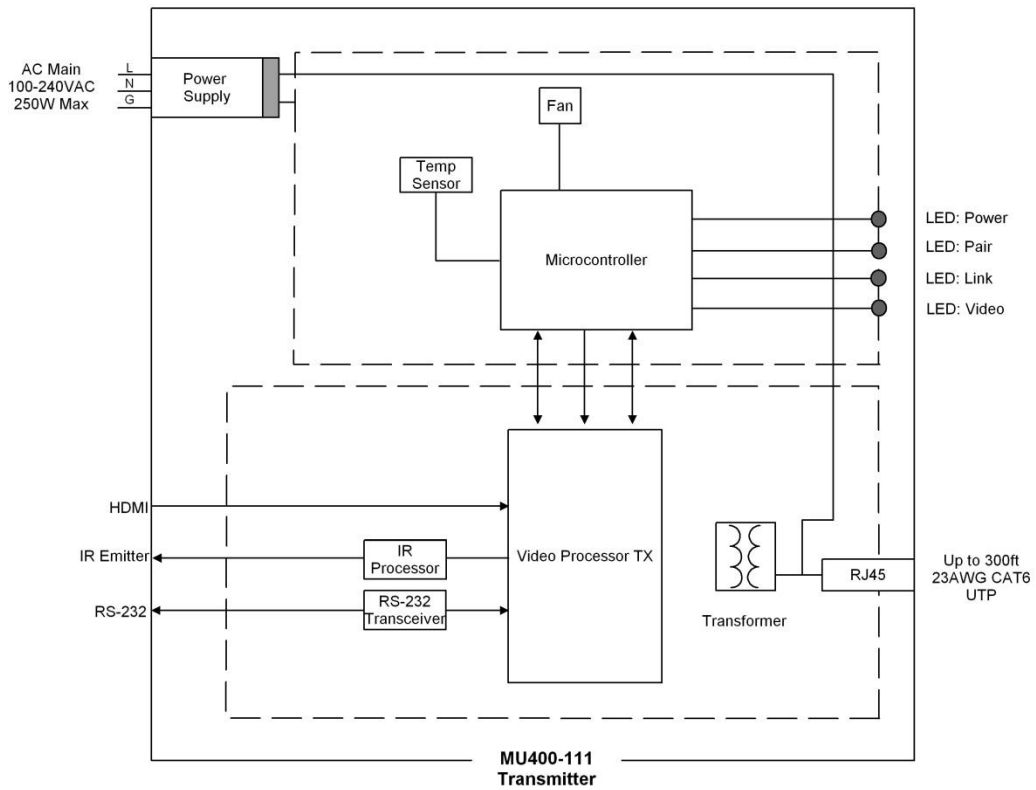 AC Main
100-240VAC
250W Max
L
N
G
Power
Supply
Fan
Temp
Sensor
Microcontroller
LED: Power
LED: Pair
LED: Link
LED: Video
HDMI
IR Emitter
RS-232
IR
Processor
RS-232
Transceiver
Video Processor TX
Transformer
RJ45
Up to 300ft
23AWG CAT6
UTP
MU400-111
Transmitter